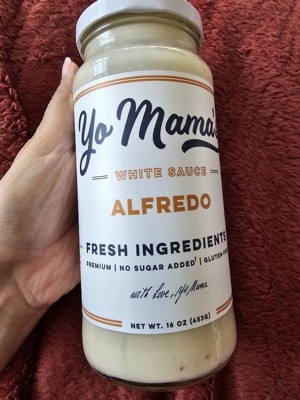 Yo Mama's
WHITE SAUCE
ALFREDO
FRESH INGREDIENTS
PREMIUM | NO SUGAR ADDED† | GLUTEN-
with Love, Yo Mama
NET WT. 16 OZ (453G)